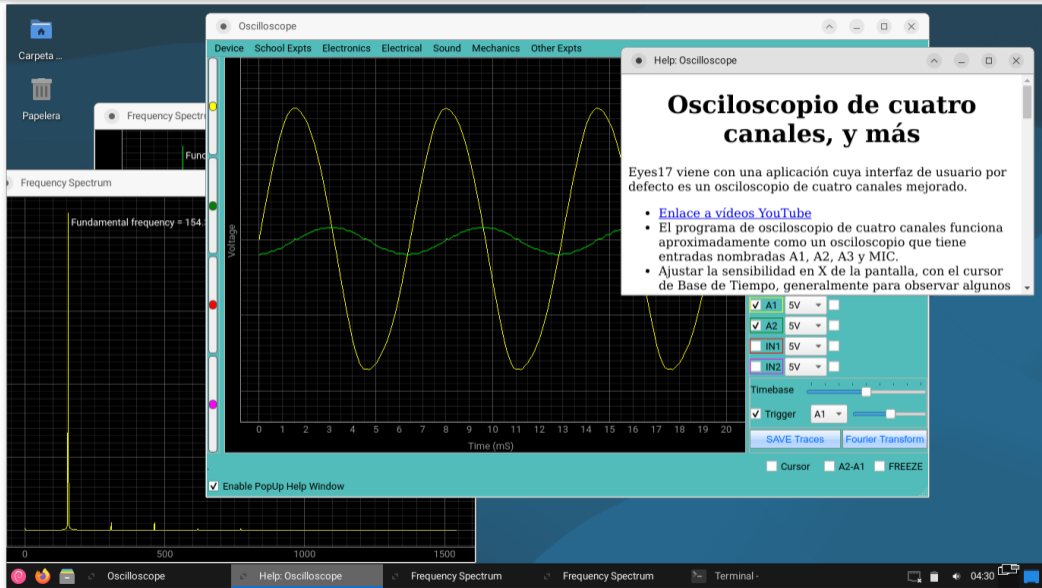 Carpeta ...
Papelera
Frequency Spectr
Func
Frequency Spectrum
Fundamental frequency = 154.
0
500
1000
1500
Oscilloscope
Device School Expts Electronics Electrical Sound Mechanics Other Expts
Voltage
0 1 2 3 4 5 6 7 8 9 10 11 12 13 14 15 16 17 18 19 20
Time (mS)
Enable PopUp Help Window
Help: Oscilloscope
Osciloscopio de cuatro
canales, y más
Eyes17 viene con una aplicación cuya interfaz de usuario por
defecto es un osciloscopio de cuatro canales mejorado.
• Enlace a vídeos YouTube
• El programa de osciloscopio de cuatro canales funciona
aproximadamente como un osciloscopio que tiene
entradas nombradas A1, A2, A3 y MIC.
• Ajustar la sensibilidad en X de la pantalla, con el cursor
de Base de Tiempo, generalmente para observar algunos
A1 5V
A2 5V
IN1 5V
IN2 5V
Timebase
Trigger A1
SAVE Traces Fourier Transform
Cursor A2-A1 FREEZE
Oscilloscope Help: Oscilloscope Frequency Spectrum Frequency Spectrum Terminal - 04:30